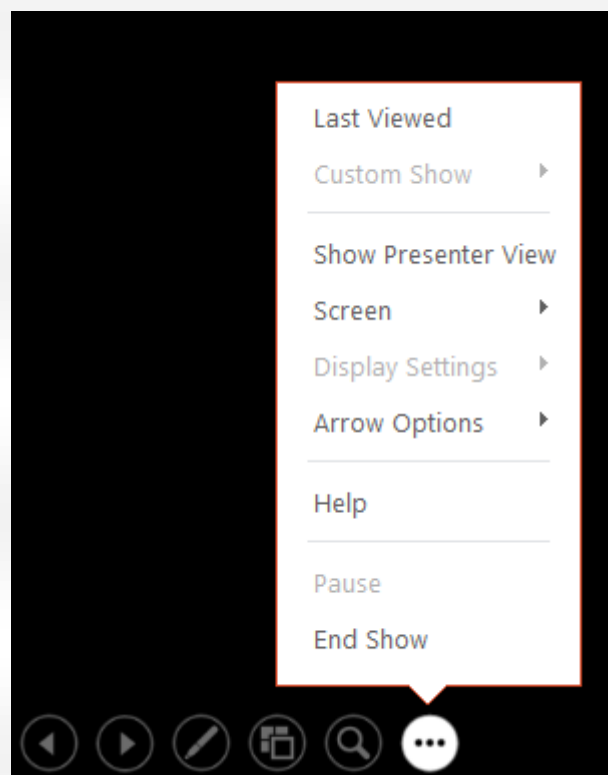 Last Viewed
Custom Show
Show Presenter View
Screen
Display Settings
Arrow Options
Help
Pause
End Show